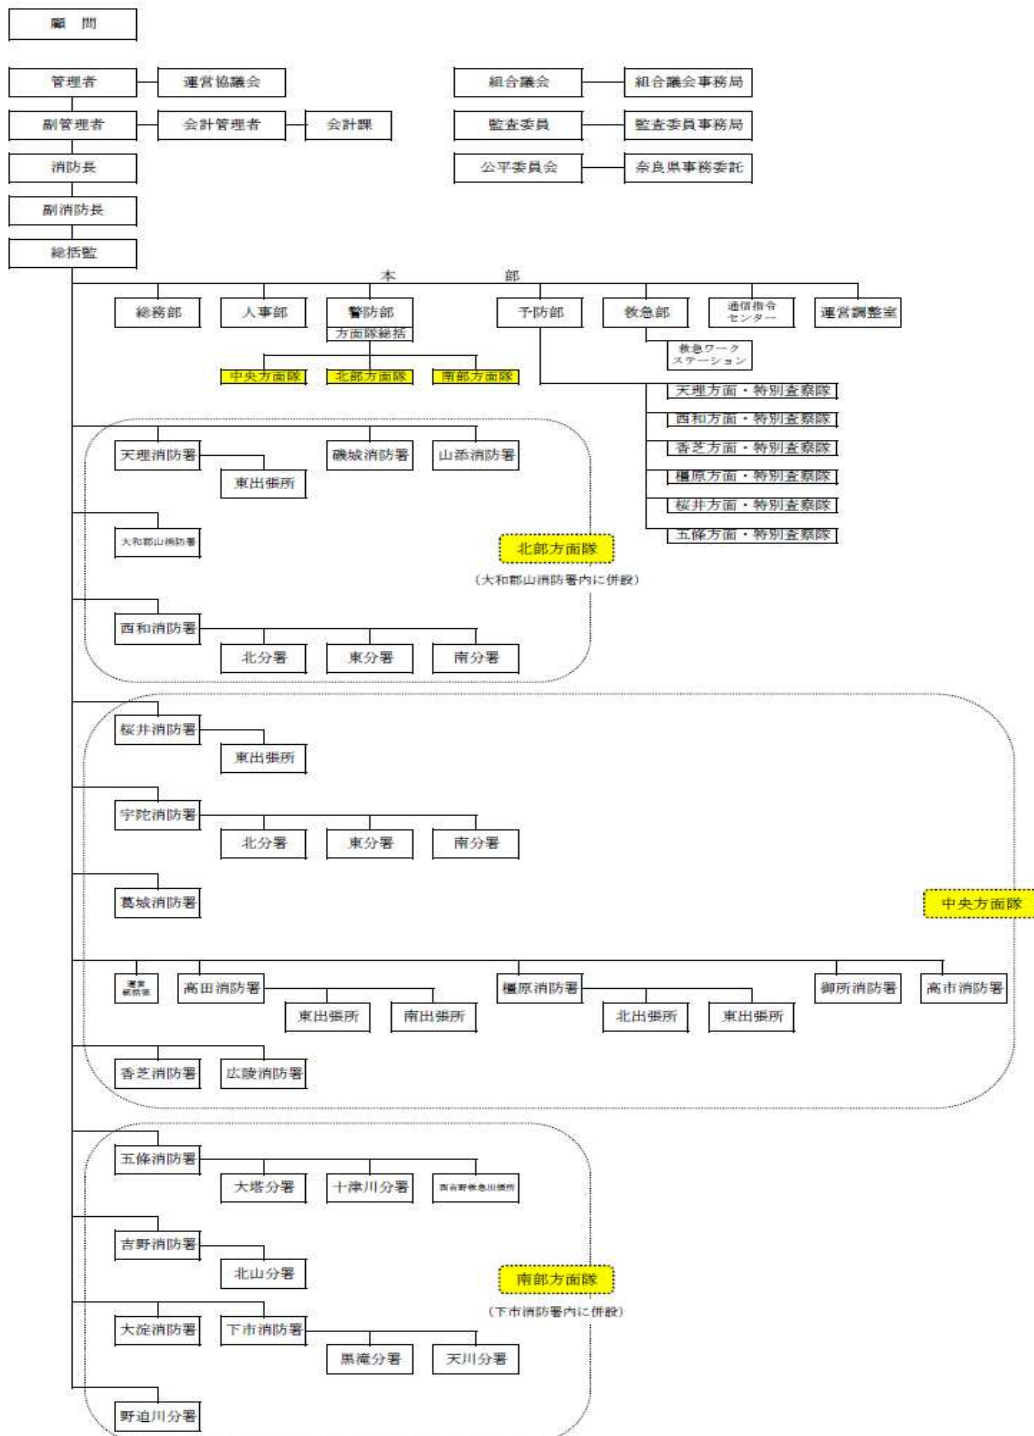 顧　問
管理者　運営協議会　組合議会　組合議会事務局
副管理者　会計管理者　会計課　監査委員　監査委員事務局
消防長　公平委員会　奈良県事務委託
副消防長
総括監
本　部
総務部　人事部　警防部　予防部　救急部　通信指令センター　運営調整室
方面隊総括
救急ワークステーション
中央方面隊　北部方面隊　南部方面隊
天理方面・特別査察隊
西和方面・特別査察隊
香芝方面・特別査察隊
橿原方面・特別査察隊
桜井方面・特別査察隊
五條方面・特別査察隊
天理消防署　磯城消防署　山添消防署
東出張所
大和郡山消防署
北部方面隊
（大和郡山消防署内に併設）
西和消防署
北分署　東分署　南分署
桜井消防署
東出張所
宇陀消防署
北分署　東分署　南分署
葛城消防署
中央方面隊
高田消防署　橿原消防署　御所消防署　高市消防署
東出張所　南出張所　北出張所　東出張所
香芝消防署　広陵消防署
五條消防署
大塔分署　十津川分署　西吉野救急出張所
吉野消防署
北山分署
南部方面隊
（下市消防署内に併設）
大淀消防署　下市消防署
黒滝分署　天川分署
野迫川分署